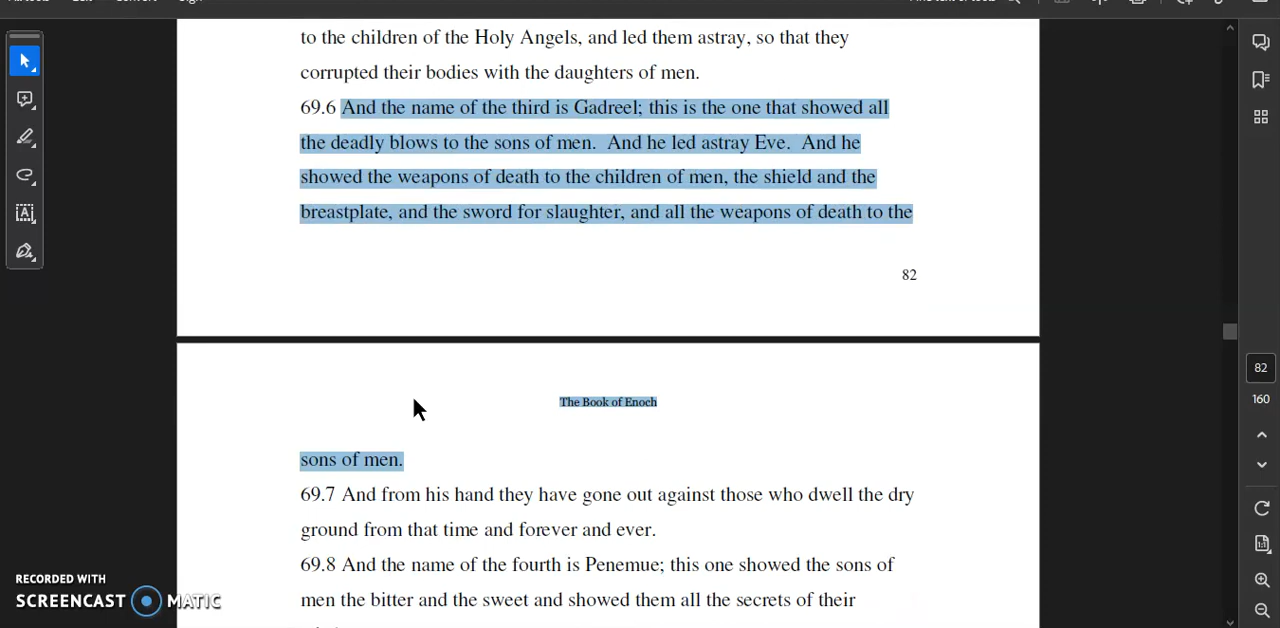 to the children of the Holy Angels, and led them astray, so that they
corrupted their bodies with the daughters of men.
69.6 And the name of the third is Gadreel; this is the one that showed all
the deadly blows to the sons of men.  And he led astray Eve.  And he
showed the weapons of death to the children of men, the shield and the
breastplate, and the sword for slaughter, and all the weapons of death to the
82
The Book of Enoch
sons of men.
69.7 And from his hand they have gone out against those who dwell the dry
ground from that time and forever and ever.
69.8 And the name of the fourth is Penemue; this one showed the sons of
men the bitter and the sweet and showed them all the secrets of their
82
160
RECORDED WITH
SCREENCAST MATIC